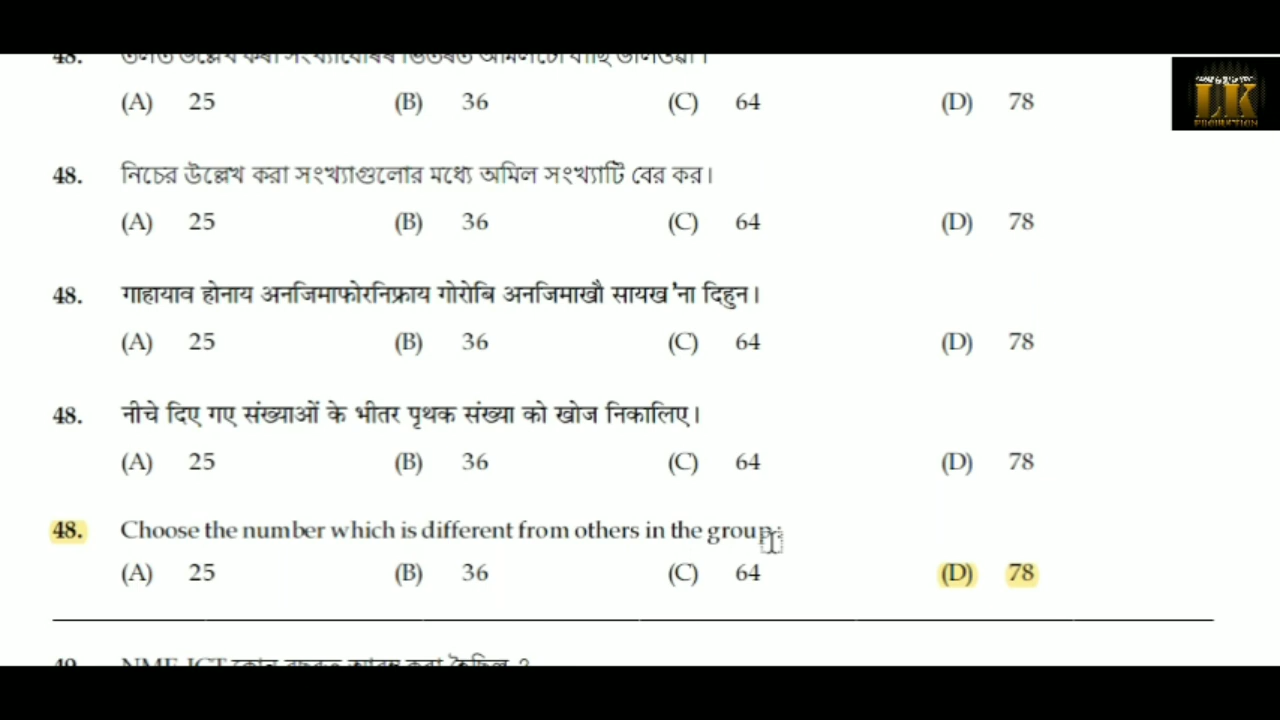 (A) 25 (B) 36 (C) 64 (D) 78
LK
PRODUCTION
48. নিচের উল্লেখ করা সংখ্যাগুলোর মধ্যে অমিল সংখ্যাটি বের কর।
(A) 25 (B) 36 (C) 64 (D) 78
48. गाहायाव होनाय अनजिमाफोरनिफ्राय गोरोबि अनजिमाखौ सायख'ना दिहुन।
(A) 25 (B) 36 (C) 64 (D) 78
48. नीचे दिए गए संख्याओं के भीतर पृथक संख्या को खोज निकालिए।
(A) 25 (B) 36 (C) 64 (D) 78
48. Choose the number which is different from others in the group.
(A) 25 (B) 36 (C) 64 (D) 78